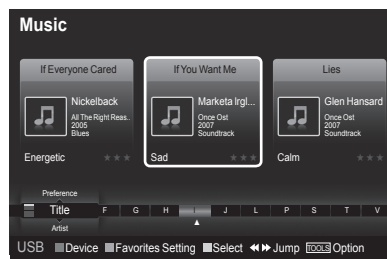 Music
If Everyone Cared
If You Want Me
Lies
Nickelback
All The Right Reas..
2005
Blues
Energetic
Marketa Irgl...
Once Ost
2007
Soundtrack
Sad
Glen Hansard
Once Ost
2007
Soundtrack
Calm
Preference
Title F G H I J L P S T V
Artist
USB Device Favorites Setting Select Jump TOOLS Option